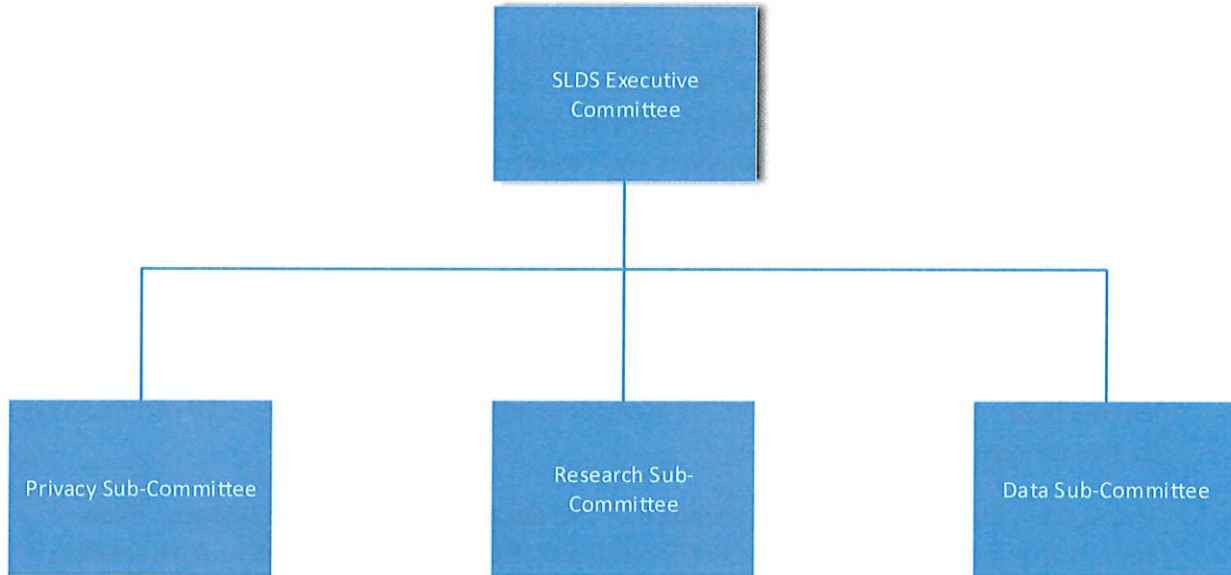 SLDS Executive
Committee
Privacy Sub-Committee
Research Sub-
Committee
Data Sub-Committee